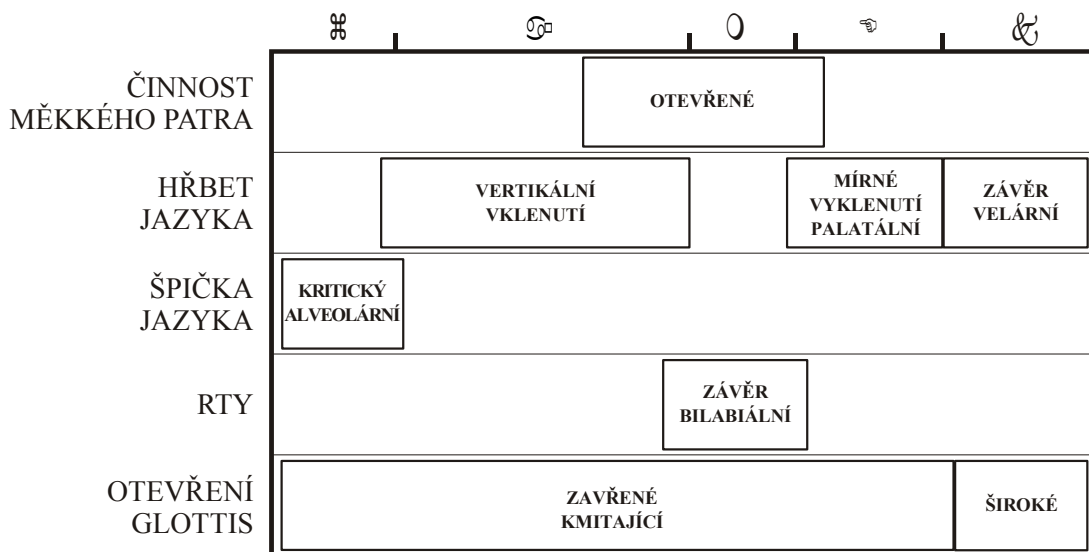 ⌘ ♋▫ ❍ ☜ 🙵
ČINNOST
MĚKKÉHO PATRA
OTEVŘENÉ
HŘBET
JAZYKA
VERTIKÁLNÍ
VKLENUTÍ
MÍRNÉ
VYKLENUTÍ
PALATÁLNÍ
ZÁVĚR
VELÁRNÍ
ŠPIČKA
JAZYKA
KRITICKÝ
ALVEOLÁRNÍ
RTY
ZÁVĚR
BILABIÁLNÍ
OTEVŘENÍ
GLOTTIS
ZAVŘENÉ
KMITAJÍCÍ
ŠIROKÉ